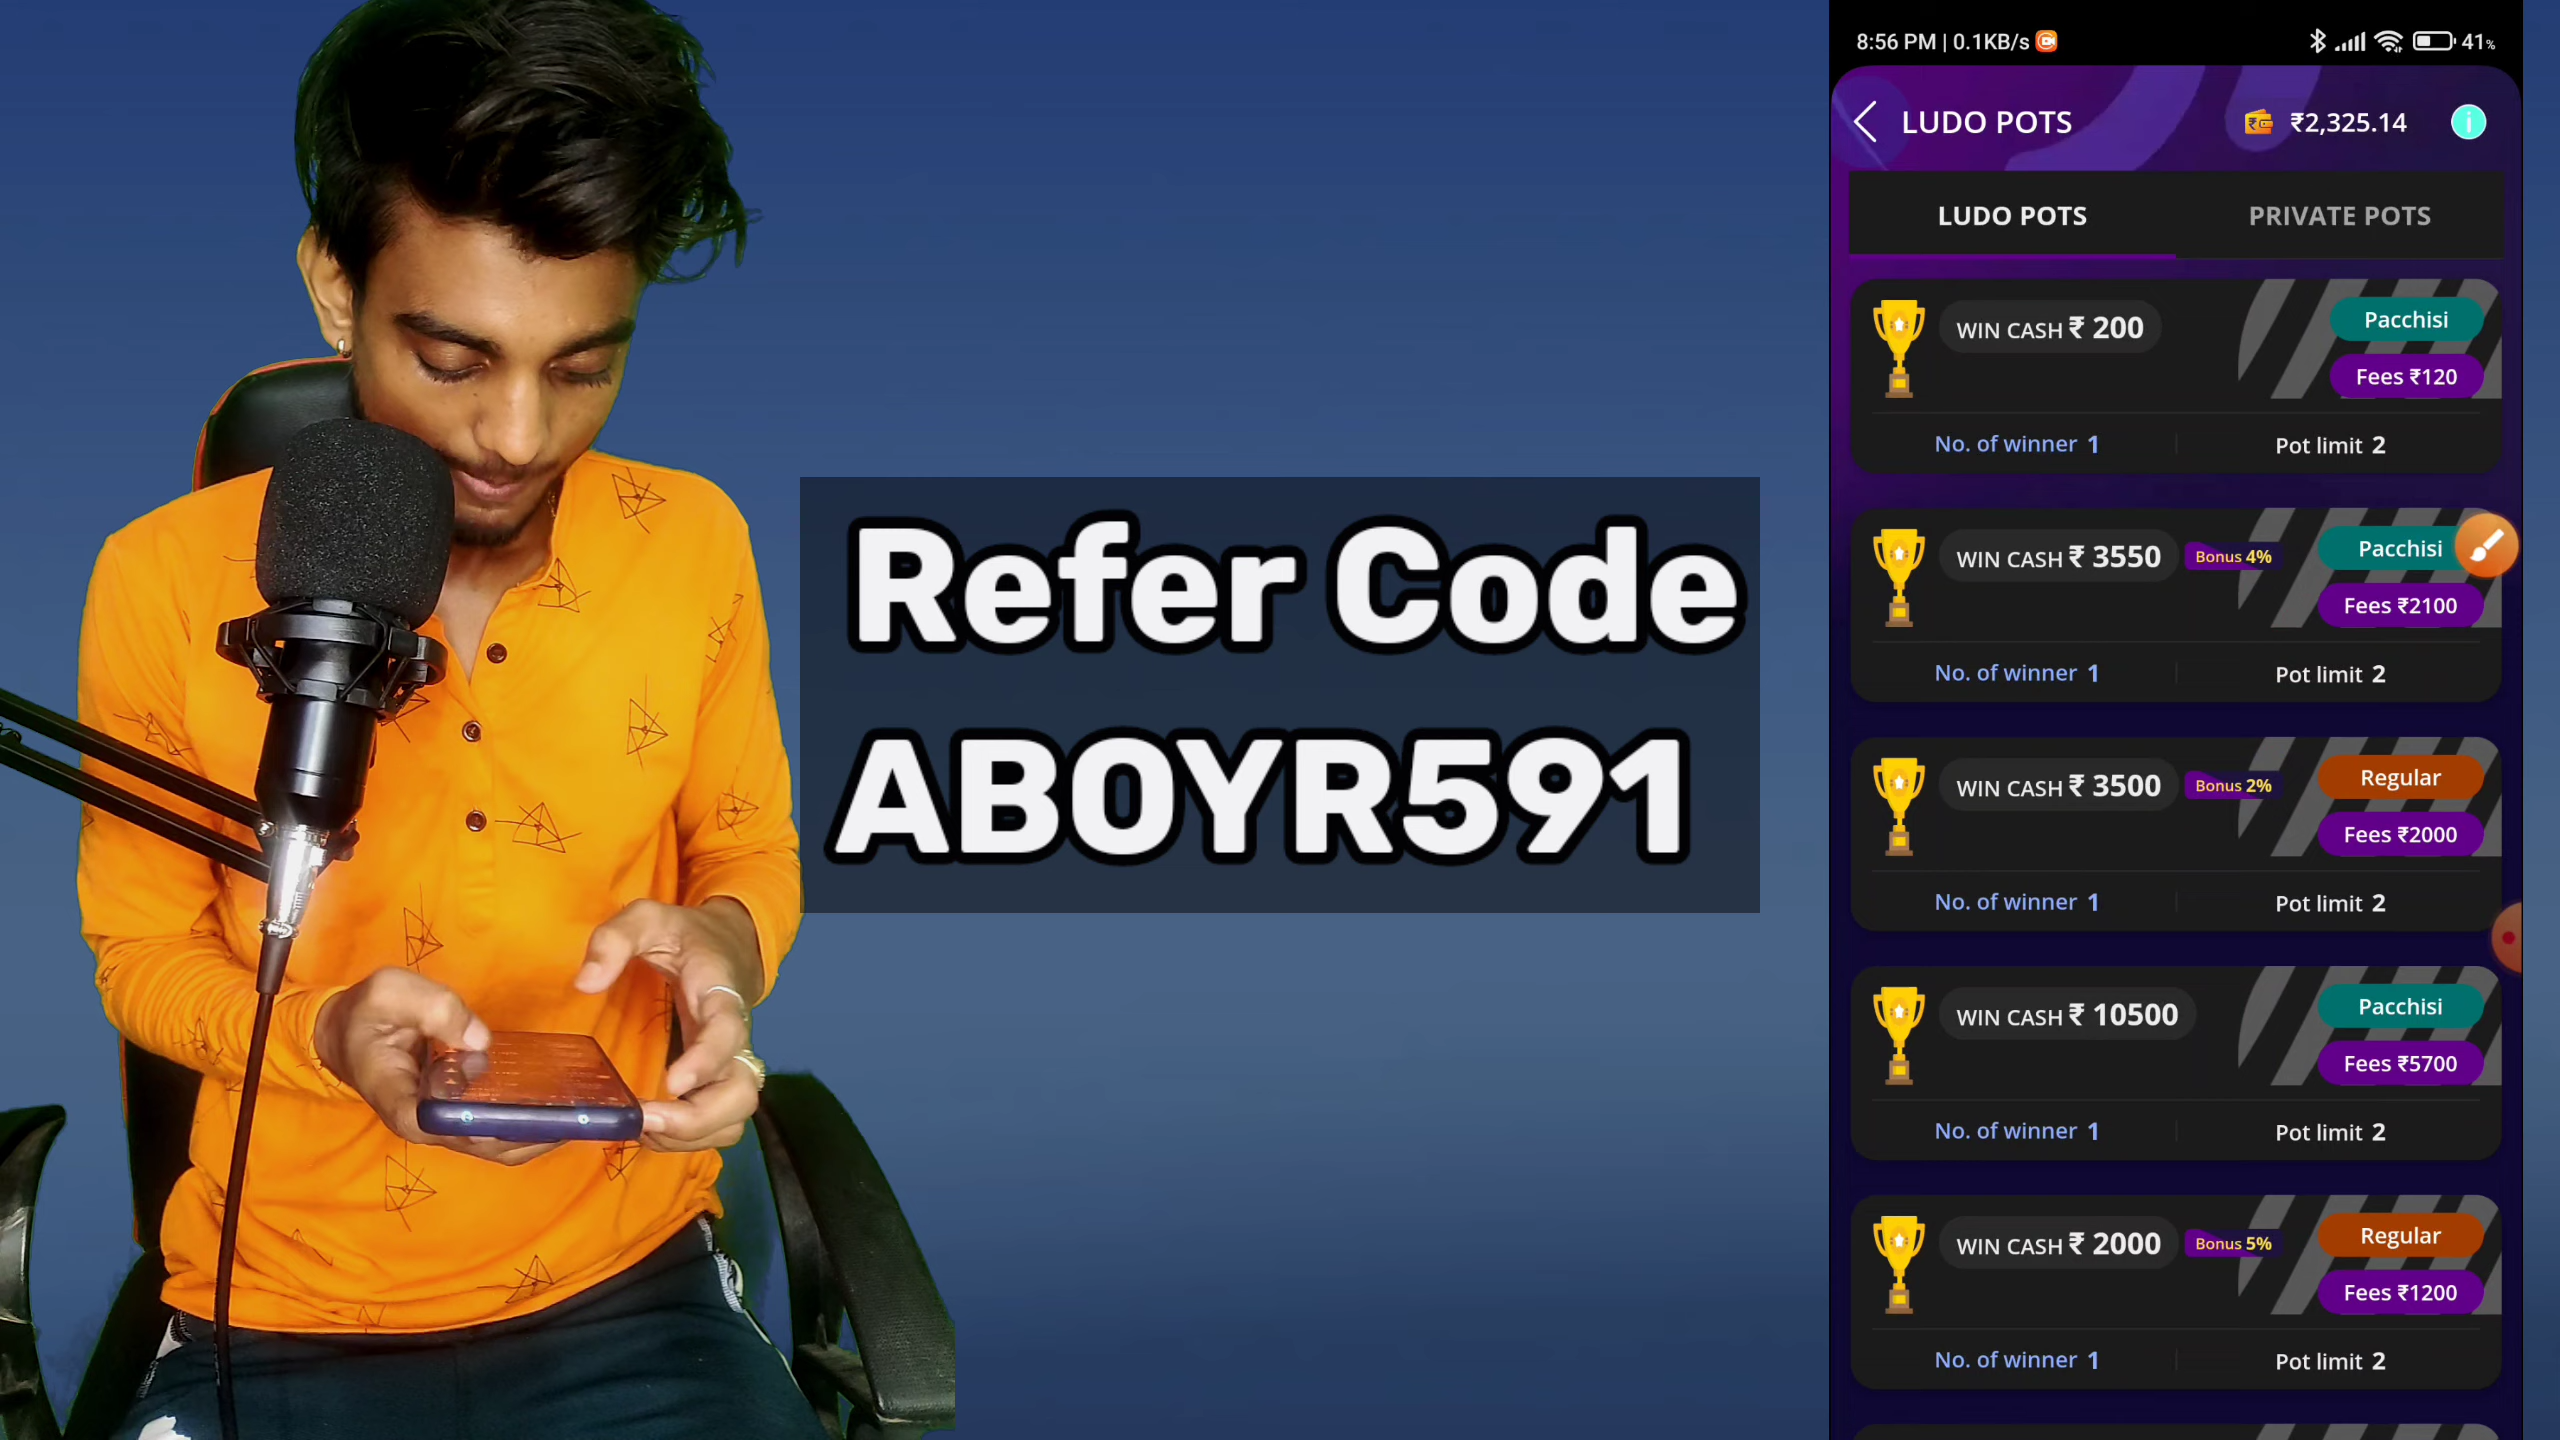 Refer Code
AB0YR591
8:56 PM | 0.1KB/s
41%
LUDO POTS
₹2,325.14
LUDO POTS
PRIVATE POTS
WIN CASH ₹ 200
Pacchisi
Fees ₹120
No. of winner 1
Pot limit 2
WIN CASH ₹ 3550
Bonus 4%
Pacchisi
Fees ₹2100
No. of winner 1
Pot limit 2
WIN CASH ₹ 3500
Bonus 2%
Regular
Fees ₹2000
No. of winner 1
Pot limit 2
WIN CASH ₹ 10500
Pacchisi
Fees ₹5700
No. of winner 1
Pot limit 2
WIN CASH ₹ 2000
Bonus 5%
Regular
Fees ₹1200
No. of winner 1
Pot limit 2